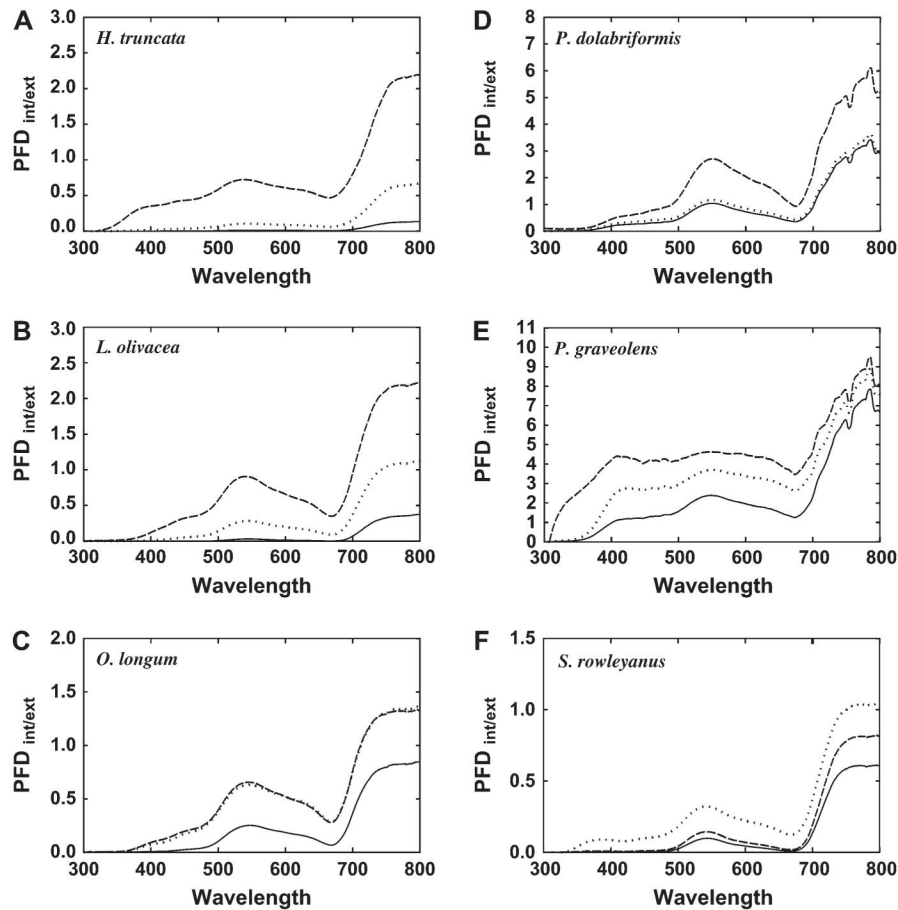 A
H. truncata
3.0
2.5
2.0
1.5
1.0
0.5
0.0
PFD int/ext
300 400 500 600 700 800
Wavelength
B
L. olivacea
3.0
2.5
2.0
1.5
1.0
0.5
0.0
PFD int/ext
300 400 500 600 700 800
Wavelength
C
O. longum
2.0
1.5
1.0
0.5
0.0
PFD int/ext
300 400 500 600 700 800
Wavelength
D
P. dolabriformis
8
7
6
5
4
3
2
1
0
PFD int/ext
300 400 500 600 700 800
Wavelength
E
P. graveolens
11
10
9
8
7
6
5
4
3
2
1
0
PFD int/ext
300 400 500 600 700 800
Wavelength
F
S. rowleyanus
1.5
1.0
0.5
0.0
PFD int/ext
300 400 500 600 700 800
Wavelength